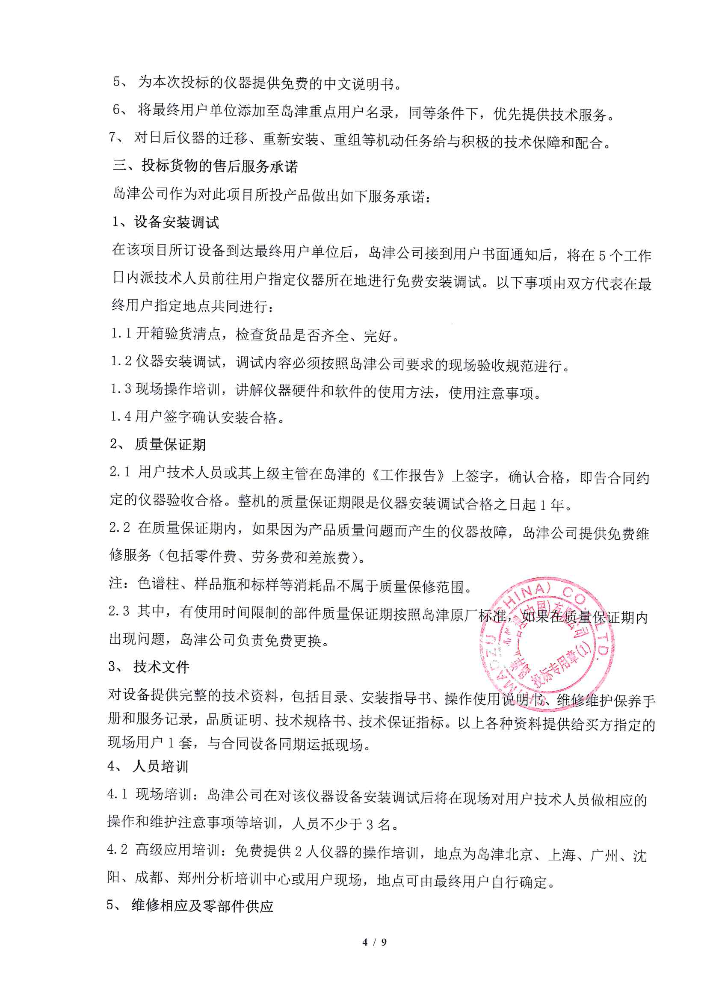 5、 为本次投标的仪器提供免费的中文说明书。
6、 将最终用户单位添加至岛津重点用户名录，同等条件下，优先提供技术服务。
7、 对日后仪器的迁移、重新安装、重组等机动任务给与积极的技术保障和配合。
三、投标货物的售后服务承诺
岛津公司作为对此项目所投产品做出如下服务承诺：
1、设备安装调试
在该项目所订设备到达最终用户单位后，岛津公司接到用户书面通知后，将在 5 个工作
日内派技术人员前往用户指定仪器所在地进行免费安装调试。以下事项由双方代表在最
终用户指定地点共同进行：
1.1 开箱验货清点，检查货品是否齐全、完好。
1.2 仪器安装调试，调试内容必须按照岛津公司要求的现场验收规范进行。
1.3 现场操作培训，讲解仪器硬件和软件的使用方法，使用注意事项。
1.4 用户签字确认安装合格。
2、 质量保证期
2.1 用户技术人员或其上级主管在岛津的《工作报告》上签字，确认合格，即告合同约
定的仪器验收合格。整机的质量保证期限是仪器安装调试合格之日起 1 年。
2.2 在质量保证期内，如果因为产品质量问题而产生的仪器故障，岛津公司提供免费维
修服务（包括零件费、劳务费和差旅费）。
注：色谱柱、样品瓶和标样等消耗品不属于质量保修范围。
2.3 其中，有使用时间限制的部件质量保证期按照岛津原厂标准，如果在质量保证期内
出现问题，岛津公司负责免费更换。
SHIMADZU (CHINA) CO., LTD.
(中国)有限公司
投标专用章(1)
3、 技术文件
对设备提供完整的技术资料，包括目录、安装指导书、操作使用说明书、维修维护保养手
册和服务记录，品质证明、技术规格书、技术保证指标。以上各种资料提供给买方指定的
现场用户 1 套，与合同设备同期运抵现场。
4、 人员培训
4.1 现场培训：岛津公司在对该仪器设备安装调试后将在现场对用户技术人员做相应的
操作和维护注意事项等培训，人员不少于 3 名。
4.2 高级应用培训：免费提供 2 人仪器的操作培训，地点为岛津北京、上海、广州、沈
阳、成都、郑州分析培训中心或用户现场，地点可由最终用户自行确定。
5、 维修相应及零部件供应
4 / 9